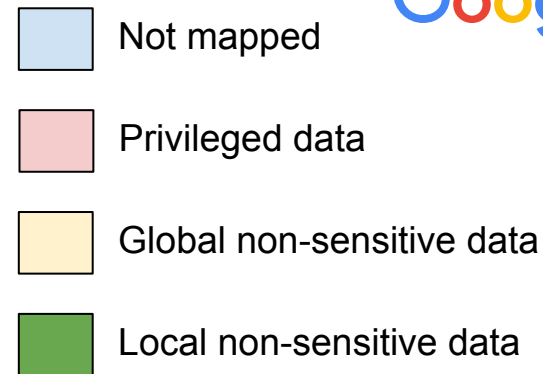 Not mapped
Privileged data
Global non-sensitive data
Local non-sensitive data